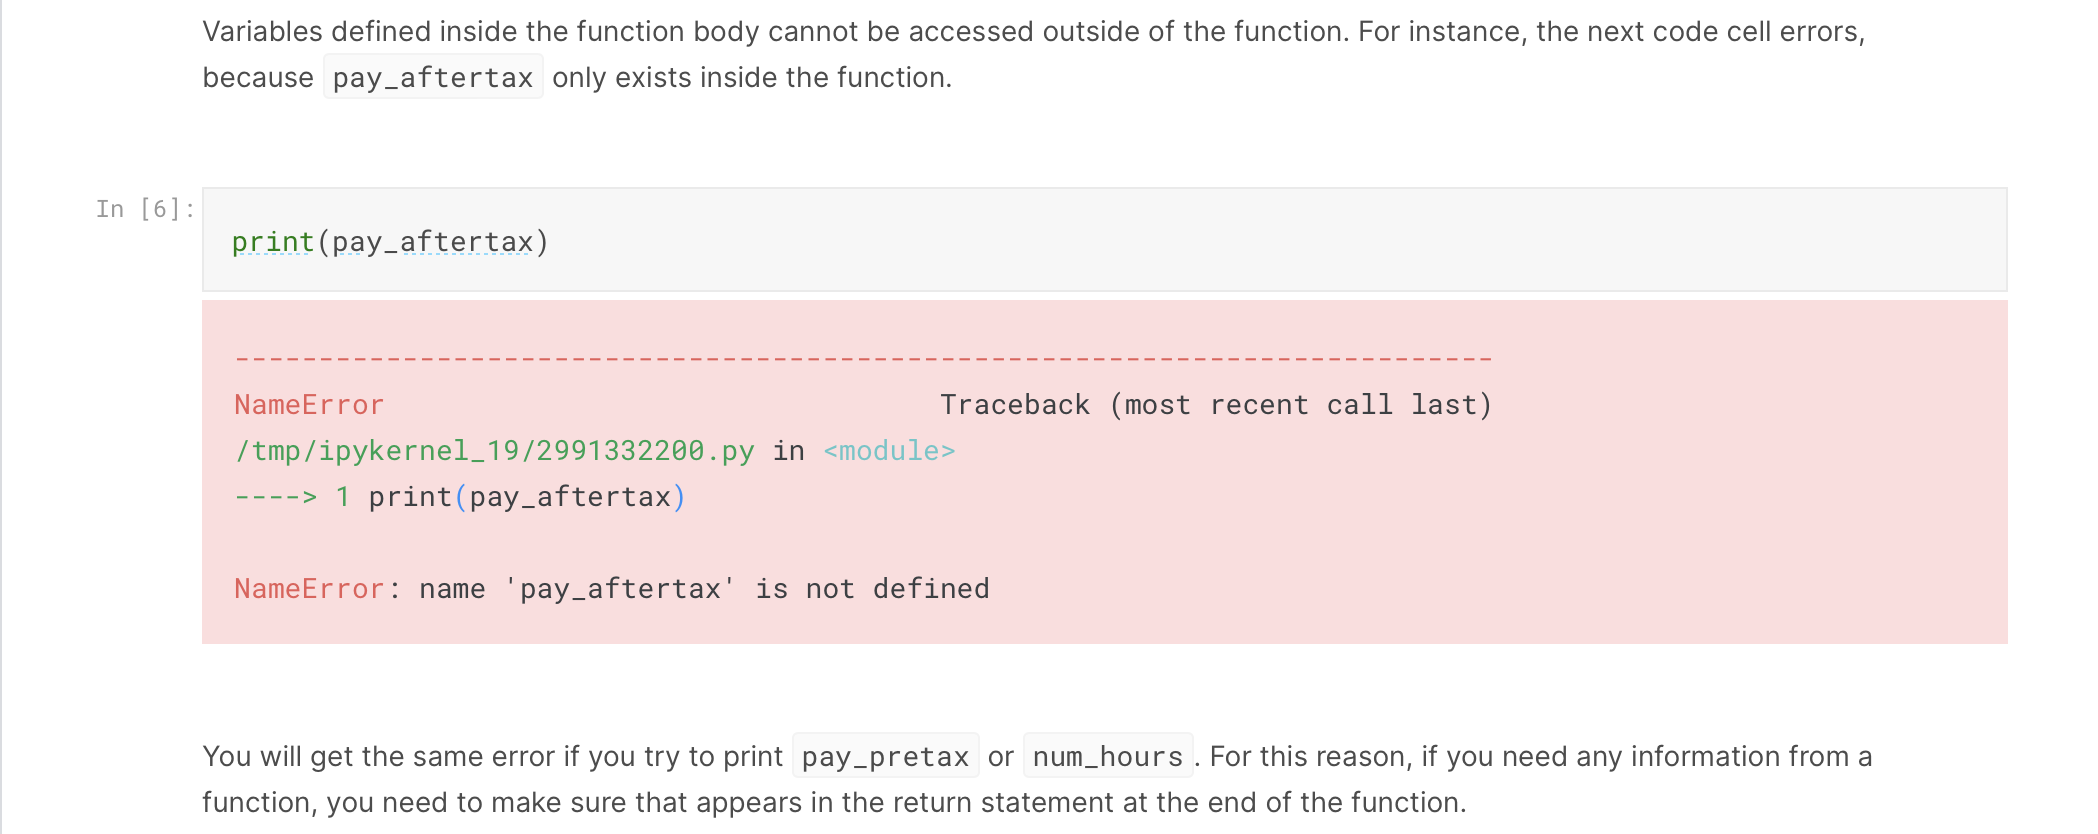 Variables defined inside the function body cannot be accessed outside of the function. For instance, the next code cell errors,
because pay_aftertax only exists inside the function.
In [6]:
print(pay_aftertax)
---------------------------------------------------------------------------
NameError                                 Traceback (most recent call last)
/tmp/ipykernel_19/2991332200.py in <module>
----> 1 print(pay_aftertax)
NameError: name 'pay_aftertax' is not defined
You will get the same error if you try to print pay_pretax or num_hours. For this reason, if you need any information from a
function, you need to make sure that appears in the return statement at the end of the function.